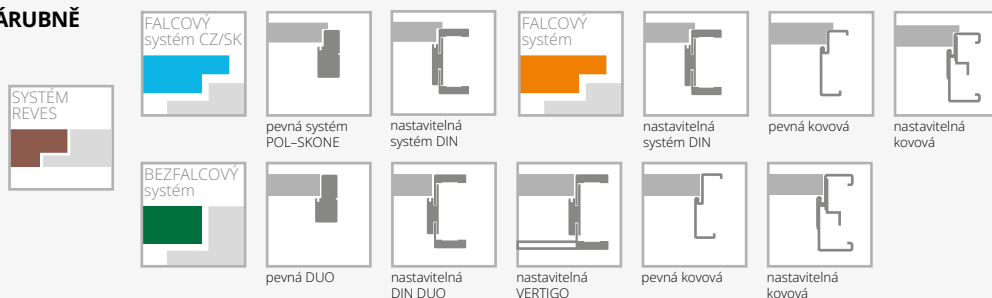 ÁRUBNĚ
SYSTÉM
REVES
FALCOVÝ
systém CZ/SK
pevná systém
POL–SKONE
nastavitelná
systém DIN
FALCOVÝ
systém
nastavitelná
systém DIN
pevná kovová
nastavitelná
kovová
BEZFALCOVÝ
systém
pevná DUO
nastavitelná
DIN DUO
nastavitelná
VERTIGO
pevná kovová
nastavitelná
kovová